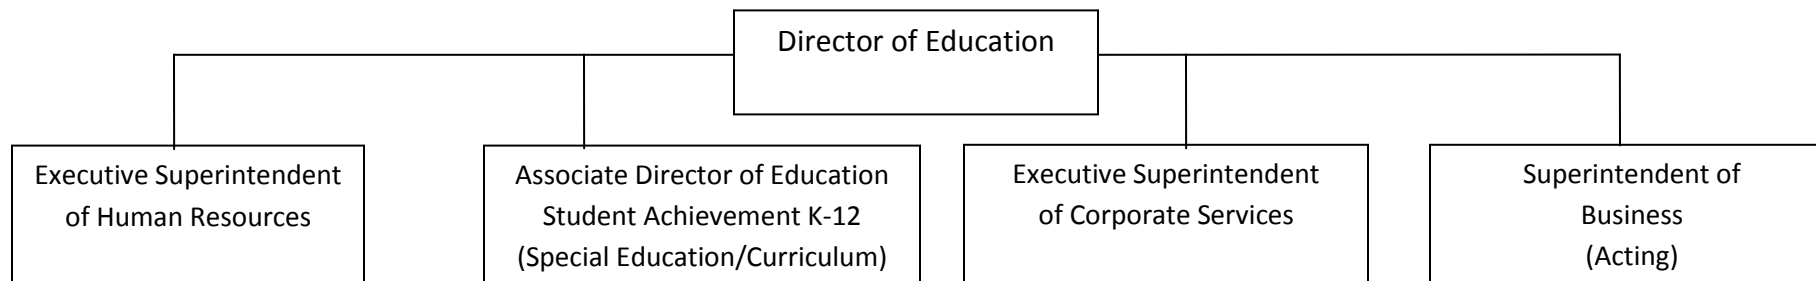 Director of Education
Executive Superintendent
of Human Resources
Associate Director of Education
Student Achievement K-12
(Special Education/Curriculum)
Executive Superintendent
of Corporate Services
Superintendent of
Business
(Acting)